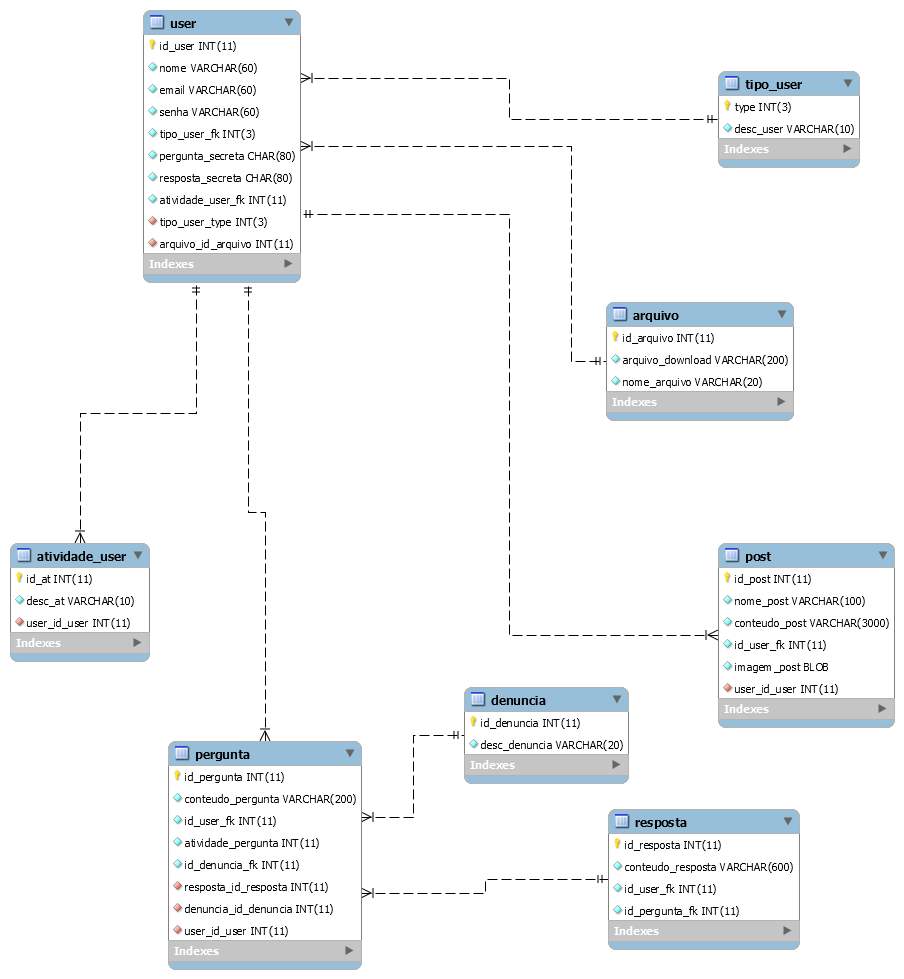 user
id_user INT(11)
nome VARCHAR(60)
email VARCHAR(60)
senha VARCHAR(60)
tipo_user_fk INT(3)
pergunta_secreta CHAR(80)
resposta_secreta CHAR(80)
atividade_user_fk INT(11)
tipo_user_type INT(3)
arquivo_id_arquivo INT(11)
Indexes
tipo_user
type INT(3)
desc_user VARCHAR(10)
Indexes
arquivo
id_arquivo INT(11)
arquivo_download VARCHAR(200)
nome_arquivo VARCHAR(20)
Indexes
atividade_user
id_at INT(11)
desc_at VARCHAR(10)
user_id_user INT(11)
Indexes
post
id_post INT(11)
nome_post VARCHAR(100)
conteudo_post VARCHAR(3000)
id_user_fk INT(11)
imagem_post BLOB
user_id_user INT(11)
Indexes
denuncia
id_denuncia INT(11)
desc_denuncia VARCHAR(20)
Indexes
pergunta
id_pergunta INT(11)
conteudo_pergunta VARCHAR(200)
id_user_fk INT(11)
atividade_pergunta INT(11)
id_denuncia_fk INT(11)
resposta_id_resposta INT(11)
denuncia_id_denuncia INT(11)
user_id_user INT(11)
Indexes
resposta
id_resposta INT(11)
conteudo_resposta VARCHAR(600)
id_user_fk INT(11)
id_pergunta_fk INT(11)
Indexes